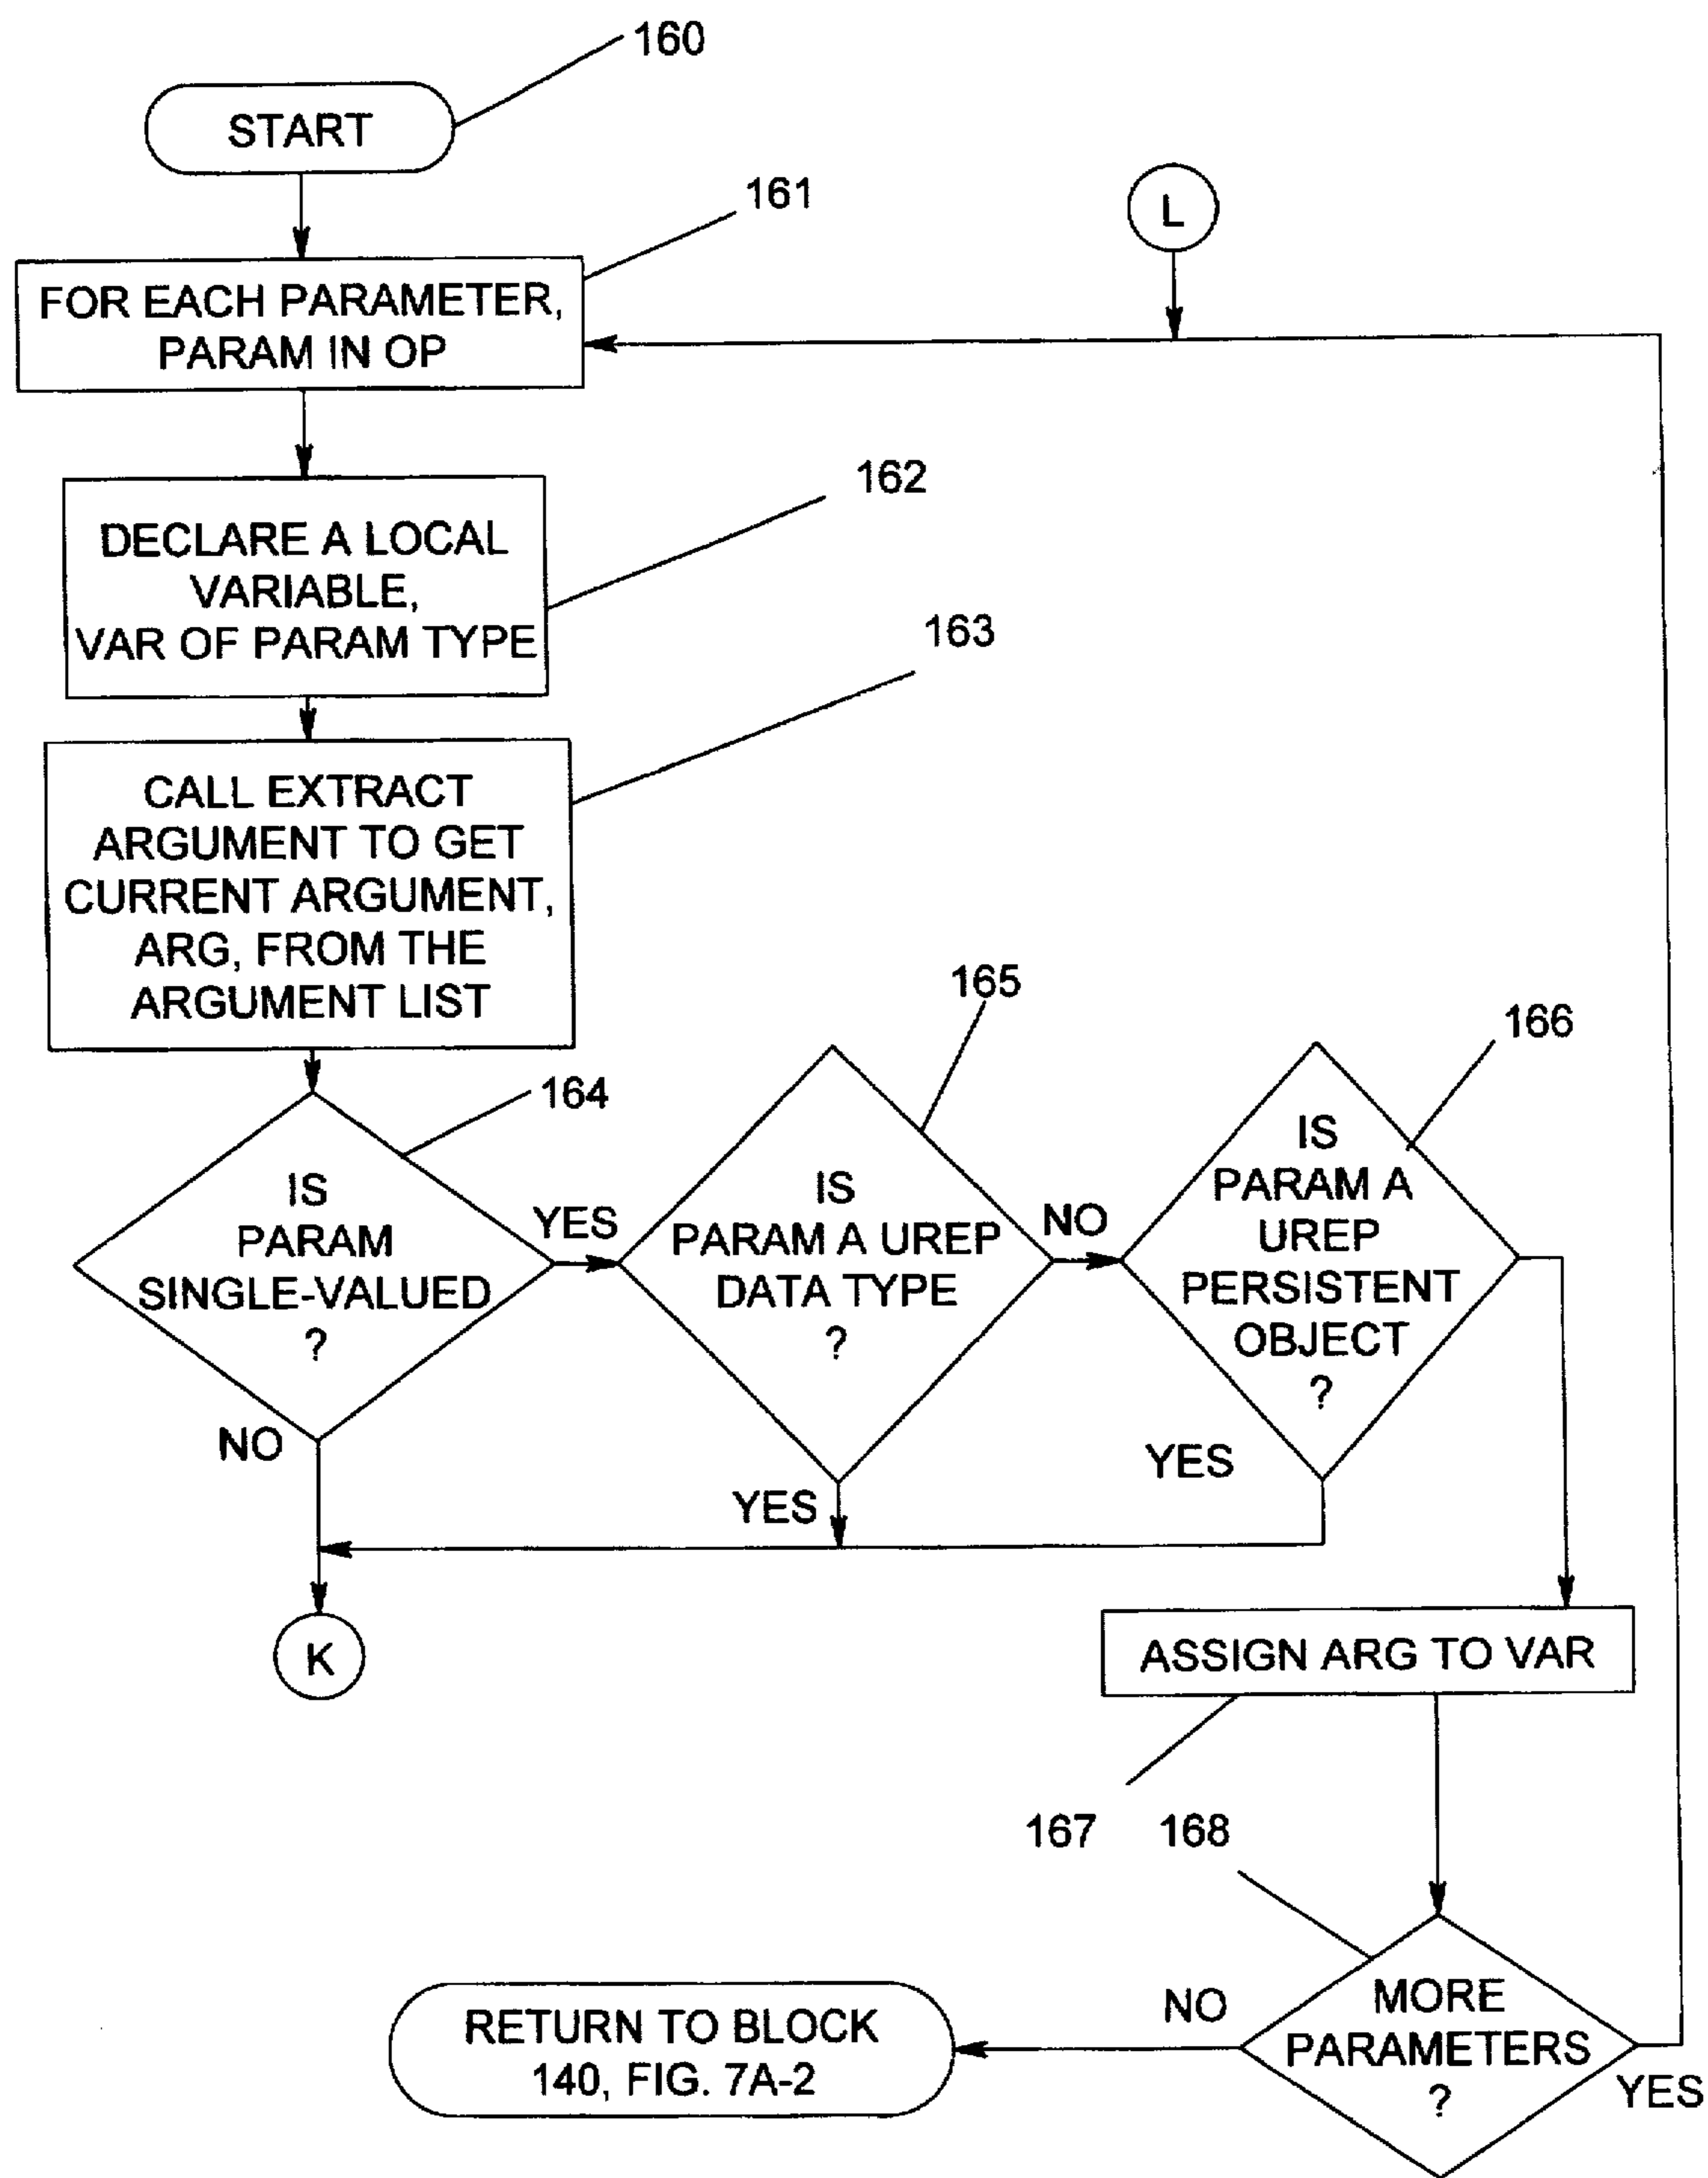 160
START
161
L
FOR EACH PARAMETER,
PARAM IN OP
162
DECLARE A LOCAL
VARIABLE,
VAR OF PARAM TYPE
163
CALL EXTRACT
ARGUMENT TO GET
CURRENT ARGUMENT,
ARG, FROM THE
ARGUMENT LIST
164
165
166
IS
PARAM
SINGLE-VALUED
?
YES
NO
IS
PARAM A UREP
DATA TYPE
?
NO
YES
IS
PARAM A
UREP
PERSISTENT
OBJECT
?
YES
K
ASSIGN ARG TO VAR
167
168
MORE
PARAMETERS
?
NO
YES
RETURN TO BLOCK
140, FIG. 7A-2